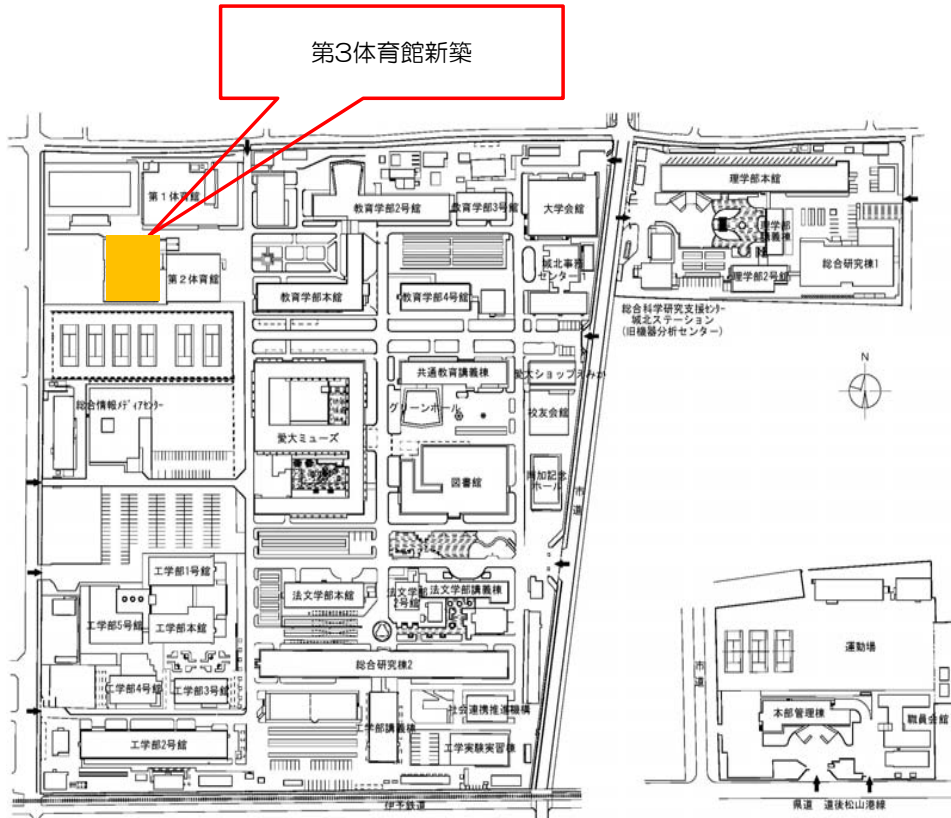 第3体育館新築
第1体育館
教育学部2号館
教育学部3号館
大学会館
理学部本館
理学部
講義棟
第2体育館
城北事務
センター
総合研究棟1
理学部2号館
教育学部本館
教育学部4号館
総合科学研究支援センター
城北ステーション
(旧機器分析センター)
N
共通教育講義棟
愛大ショップえみか
総合情報メディアセンター
グリーンホール
校友会館
愛大ミューズ
図書館
南加記念
ホール
市道
工学部1号館
法文学部本館
法文学部
2号館
法文学部講義棟
工学部5号館
工学部本館
運動場
市道
総合研究棟2
工学部4号館
工学部3号館
社会連携推進機構
本部管理棟
職員会館
工学部講義棟
工学部2号館
工学実験実習棟
伊予鉄道
県道 道後松山港線